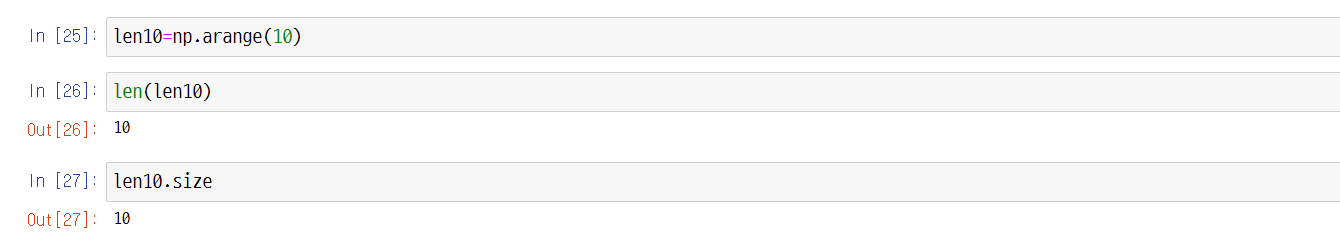 In [25]: len10=np.arange(10)
In [26]: len(len10)
Out[26]: 10
In [27]: len10.size
Out[27]: 10